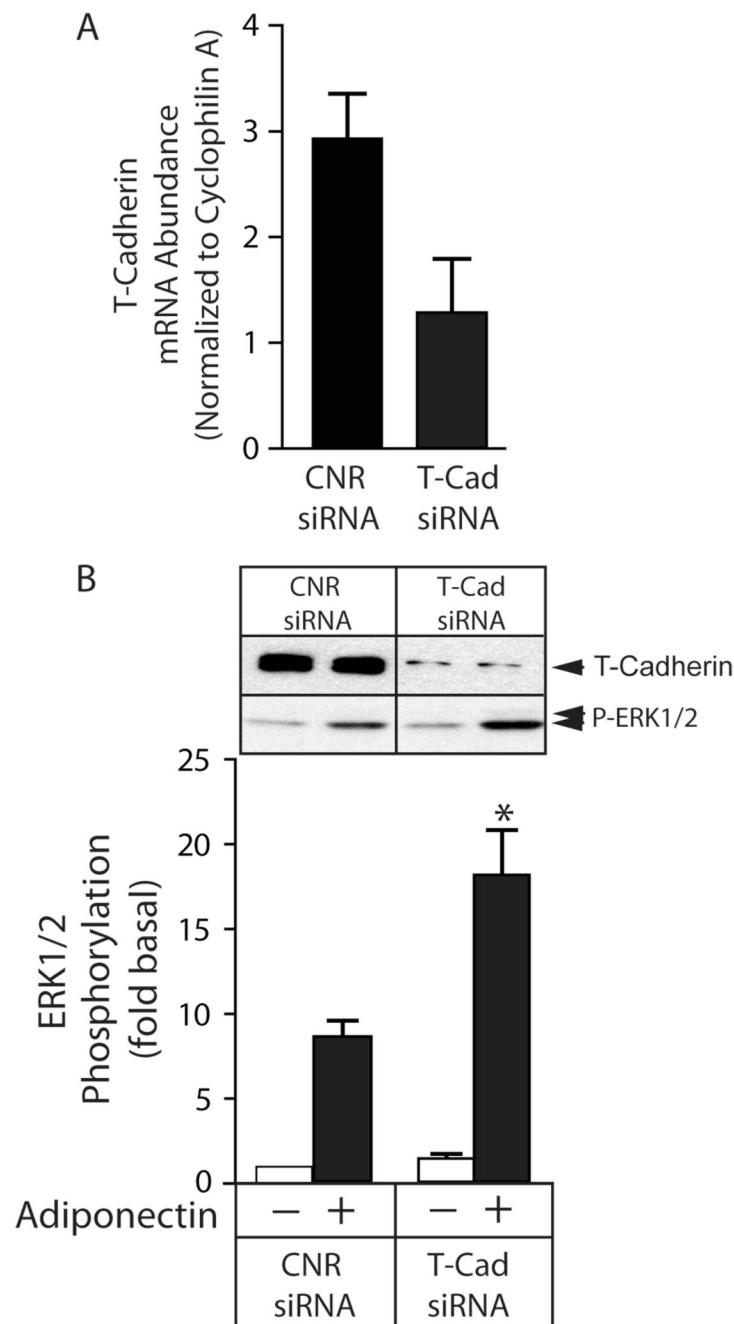 A
T-Cadherin
mRNA Abundance
(Normalized to Cyclophilin A)
4
3
2
1
0
CNR
siRNA
T-Cad
siRNA
B
CNR
siRNA
T-Cad
siRNA
T-Cadherin
P-ERK1/2
ERK1/2
Phosphorylation
(fold basal)
25
20
15
10
5
0
*
Adiponectin − + − +
CNR
siRNA
T-Cad
siRNA